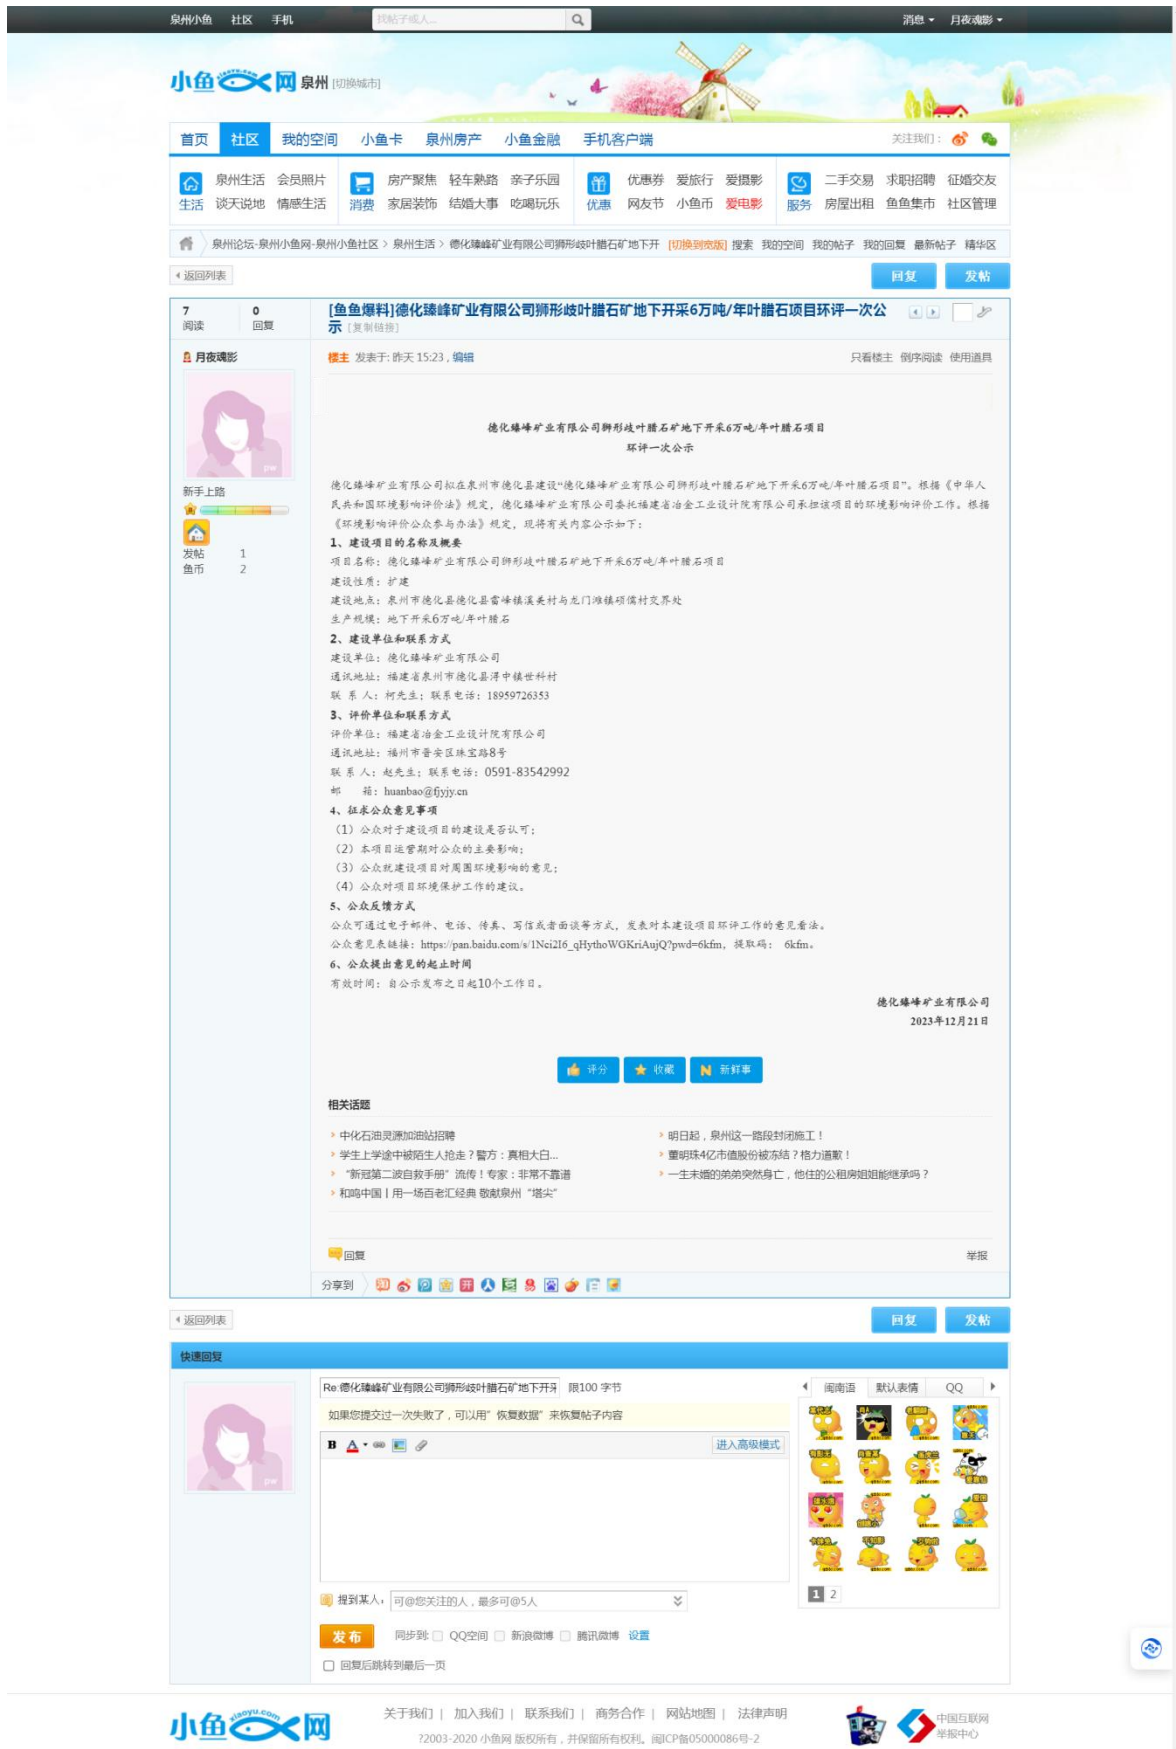 泉州小鱼 社区 手机 找帖子或人... 消息 月夜魂影
小鱼网 xiaoyu.com 泉州 [切换城市]
首页 社区 我的空间 小鱼卡 泉州房产 小鱼金融 手机客户端 关注我们：
泉州生活 会员照片 房产聚焦 轻车熟路 亲子乐园 优惠券 爱旅行 爱摄影 二手交易 求职招聘 征婚交友
生活 谈天说地 情感生活 消费 家居装饰 结婚大事 吃喝玩乐 优惠 网友节 小鱼币 爱电影 服务 房屋出租 鱼鱼集市 社区管理
泉州论坛-泉州小鱼网-泉州小鱼社区 > 泉州生活 > 德化臻峰矿业有限公司狮形歧叶腊石矿地下开 [切换到宽版] 搜索 我的空间 我的帖子 我的回复 最新帖子 精华区
返回列表 回复 发帖
7 0
阅读 回复
[鱼鱼爆料]德化臻峰矿业有限公司狮形歧叶腊石矿地下开采6万吨/年叶腊石项目环评一次公
示 [复制链接]
月夜魂影
楼主 发表于: 昨天 15:23 , 编辑 只看楼主 倒序阅读 使用道具
pw
新手上路
发帖 1
鱼币 2
德化臻峰矿业有限公司狮形歧叶腊石矿地下开采6万吨/年叶腊石项目
环评一次公示
德化臻峰矿业有限公司拟在泉州市德化县建设“德化臻峰矿业有限公司狮形歧叶腊石矿地下开采6万吨/年叶腊石项目”。根据《中华人
民共和国环境影响评价法》规定，德化臻峰矿业有限公司委托福建省冶金工业设计院有限公司承担该项目的环境影响评价工作。根据
《环境影响评价公众参与办法》规定，现将有关内容公示如下：
1、建设项目的名称及概要
项目名称：德化臻峰矿业有限公司狮形歧叶腊石矿地下开采6万吨/年叶腊石项目
建设性质：扩建
建设地点：泉州市德化县德化县雷峰镇溪美村与龙门滩镇硕儒村交界处
生产规模：地下开采6万吨/年叶腊石
2、建设单位和联系方式
建设单位：德化臻峰矿业有限公司
通讯地址：福建省泉州市德化县浔中镇世科村
联 系 人：柯先生；联系电话：18959726353
3、评价单位和联系方式
评价单位：福建省冶金工业设计院有限公司
通讯地址：福州市晋安区珠宝路8号
联 系 人：赵先生；联系电话：0591-83542992
邮 箱：huanbao@fjyjy.cn
4、征求公众意见事项
（1）公众对于建设项目的建设是否认可；
（2）本项目运营期对公众的主要影响；
（3）公众就建设项目对周围环境影响的意见；
（4）公众对项目环境保护工作的建议。
5、公众反馈方式
公众可通过电子邮件、电话、传真、写信或者面谈等方式，发表对本建设项目环评工作的意见看法。
公众意见表链接：https://pan.baidu.com/s/1Nci2I6_qHythoWGKriAujQ?pwd=6kfm，提取码： 6kfm。
6、公众提出意见的起止时间
有效时间：自公示发布之日起10个工作日。
德化臻峰矿业有限公司
2023年12月21日
评分 收藏 新鲜事
相关话题
中化石油灵源加油站招聘 明日起，泉州这一路段封闭施工！
学生上学途中被陌生人抢走？警方：真相大白... 董明珠4亿市值股份被冻结？格力道歉！
“新冠第二波自救手册”流传！专家：非常不靠谱 一生未婚的弟弟突然身亡，他住的公租房姐姐能继承吗？
和鸣中国丨用一场百老汇经典 敬献泉州“塔尖”
回复 举报
分享到
返回列表 回复 发帖
快速回复
pw
Re:德化臻峰矿业有限公司狮形歧叶腊石矿地下开采 限100 字节
如果您提交过一次失败了，可以用”恢复数据”来恢复帖子内容
B A 进入高级模式
闽南语 默认表情 QQ
1 2
提到某人： 可@您关注的人，最多可@5人
发布 同步到: QQ空间 新浪微博 腾讯微博 设置
回复后跳转到最后一页
小鱼网 xiaoyu.com
关于我们 | 加入我们 | 联系我们 | 商务合作 | 网站地图 | 法律声明
?2003-2020 小鱼网 版权所有，并保留所有权利。闽ICP备05000086号-2
中国互联网
举报中心